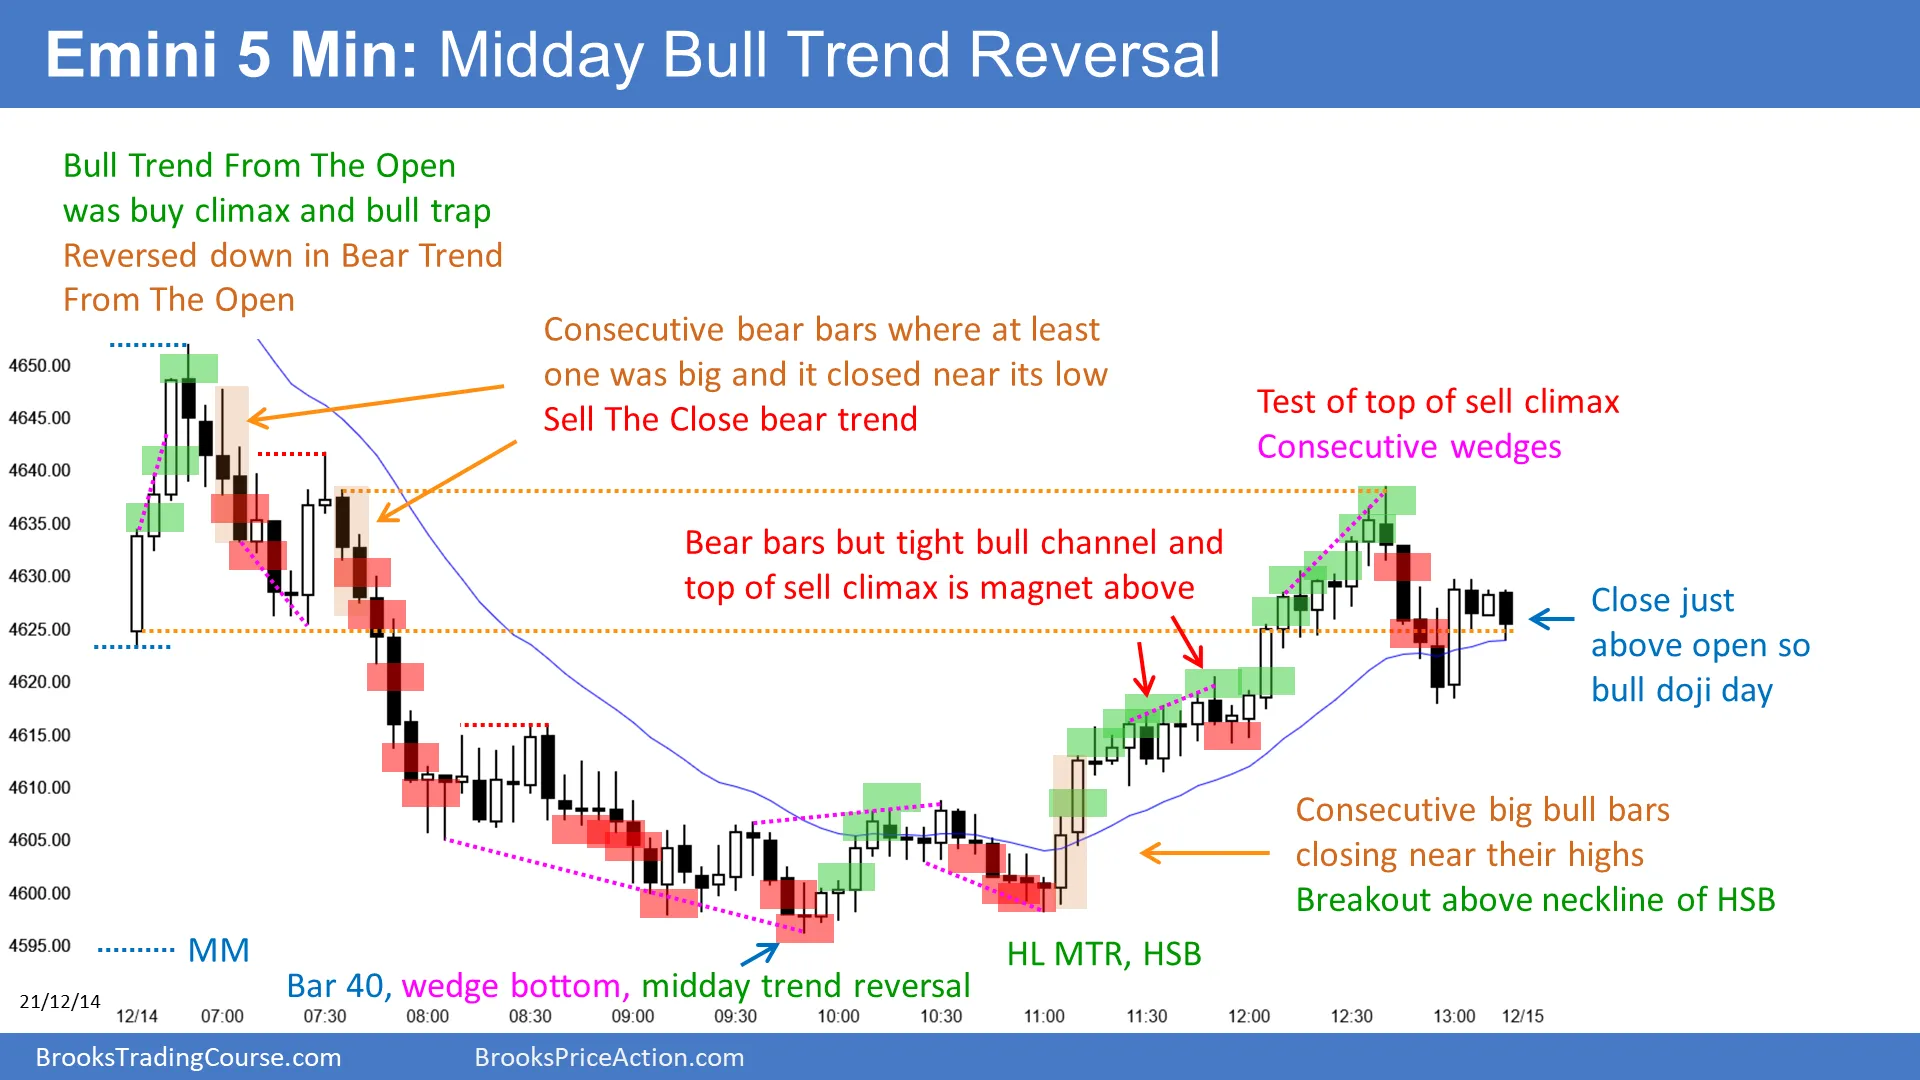 Emini 5 Min: Midday Bull Trend Reversal
Bull Trend From The Open
was buy climax and bull trap
Reversed down in Bear Trend
From The Open
Consecutive bear bars where at least
one was big and it closed near its low
Sell The Close bear trend
Test of top of sell climax
Consecutive wedges
Bear bars but tight bull channel and
top of sell climax is magnet above
Close just
above open so
bull doji day
Consecutive big bull bars
closing near their highs
Breakout above neckline of HSB
HL MTR, HSB
MM
Bar 40, wedge bottom, midday trend reversal
4650.00
4645.00
4640.00
4635.00
4630.00
4625.00
4620.00
4615.00
4610.00
4605.00
4600.00
4595.00
21/12/14
12/14 07:00 07:30 08:00 08:30 09:00 09:30 10:00 10:30 11:00 11:30 12:00 12:30 13:00 12/15
BrooksTradingCourse.com BrooksPriceAction.com